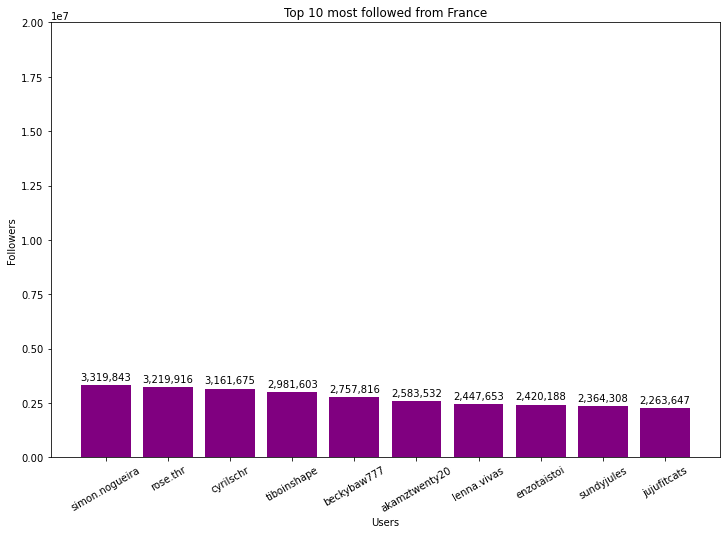 Top 10 most followed from France
1e7
2.00
1.75
1.50
1.25
1.00
0.75
0.50
0.25
0.00
Followers
3,319,843
3,219,916
3,161,675
2,981,603
2,757,816
2,583,532
2,447,653
2,420,188
2,364,308
2,263,647
simon.nogueira
rose.thr
cyrilschr
tiboinshape
beckybaw777
akamztwenty20
lenna.vivas
enzotaistoi
sundyjules
jujufitcats
Users